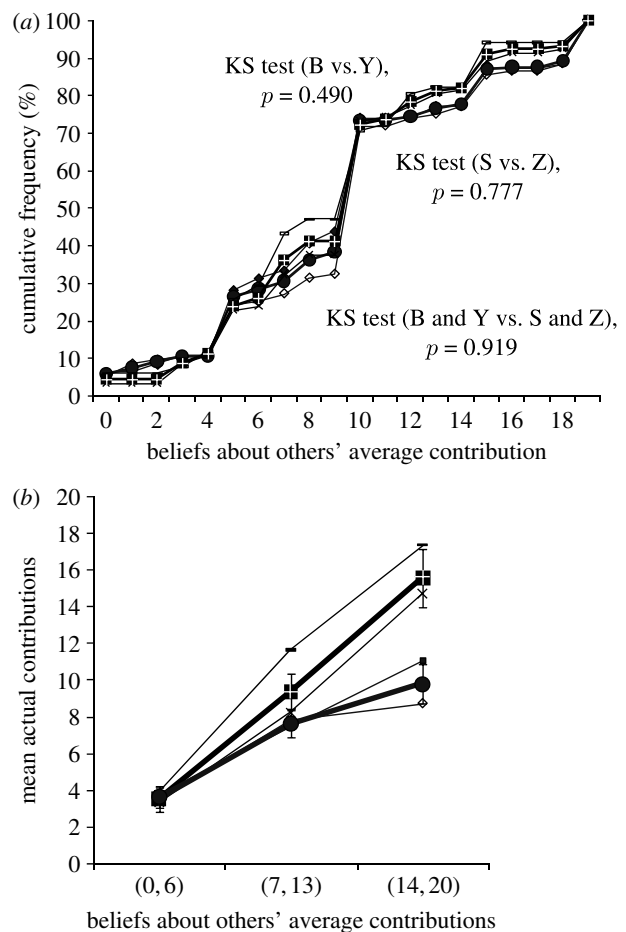 (a) 100
90
80
70
60
50
40
30
20
10
0
cumulative frequency (%)
KS test (B vs.Y),
p = 0.490
KS test (S vs. Z),
p = 0.777
KS test (B and Y vs. S and Z),
p = 0.919
0 2 4 6 8 10 12 14 16 18
beliefs about others’ average contribution
(b) 20
18
16
14
12
10
8
6
4
2
0
mean actual contributions
(0, 6) (7, 13) (14, 20)
beliefs about others’ average contributions